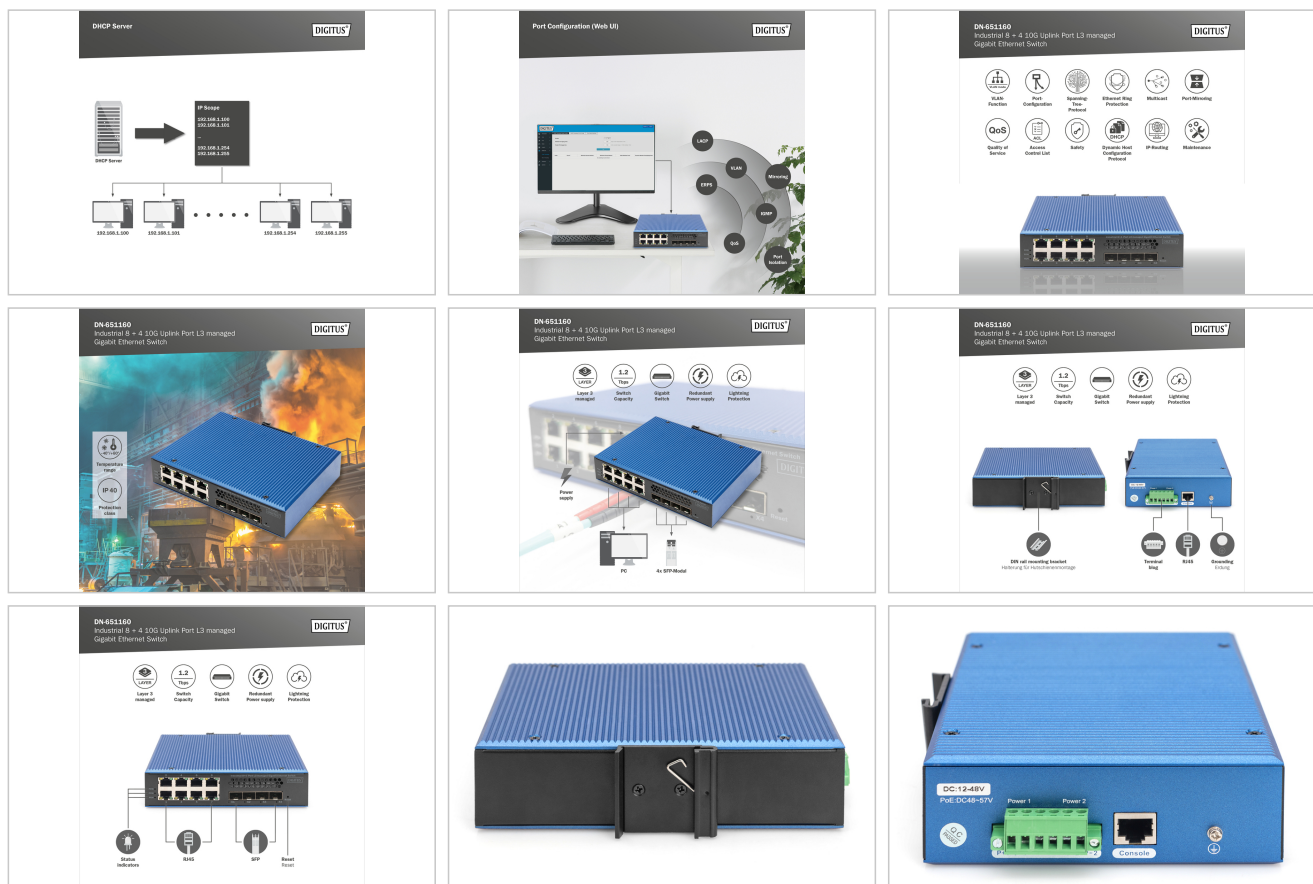 DHCP Server
DIGITUS®
DHCP Server
IP Scope
192.168.1.100
192.168.1.101
...
192.168.1.254
192.168.1.255
192.168.1.100
192.168.1.101
192.168.1.254
192.168.1.255
Port Configuration (Web UI)
DIGITUS®
LACP
VLAN
Mirroring
ERPS
IGMP
QoS
Port
Isolation
DN-651160
Industrial 8 + 4 10G Uplink Port L3 managed
Gigabit Ethernet Switch
DIGITUS®
VLAN-
Function
Port-
Configuration
Spanning-
Tree-
Protocol
Ethernet Ring
Protection
Multicast
Port-Mirroring
QoS
Quality of
Service
ACL
Access
Control List
Safety
DHCP
Dynamic Host
Configuration
Protocol
IP-Routing
Maintenance
DN-651160
Industrial 8 + 4 10G Uplink Port L3 managed
Gigabit Ethernet Switch
DIGITUS®
Temperature
range
IP 40
Protection
class
DN-651160
Industrial 8 + 4 10G Uplink Port L3 managed
Gigabit Ethernet Switch
DIGITUS®
3
LAYER
Layer 3
managed
1.2
Tbps
Switch
Capacity
Gigabit
Switch
Redundant
Power supply
Lightning
Protection
Power
supply
PC
4x SFP-Modul
Reset
DN-651160
Industrial 8 + 4 10G Uplink Port L3 managed
Gigabit Ethernet Switch
DIGITUS®
3
LAYER
Layer 3
managed
1.2
Tbps
Switch
Capacity
Gigabit
Switch
Redundant
Power supply
Lightning
Protection
DIN rail mounting bracket
Halterung für Hutschienenmontage
Terminal
blog
RJ45
Grounding
Erdung
DN-651160
Industrial 8 + 4 10G Uplink Port L3 managed
Gigabit Ethernet Switch
DIGITUS®
3
LAYER
Layer 3
managed
1.2
Tbps
Switch
Capacity
Gigabit
Switch
Redundant
Power supply
Lightning
Protection
Status
indicators
RJ45
SFP
Reset
Reset
DC:12-48V
PoE:DC48~57V
Power 1
Power 2
Q.C
PASSED
Console